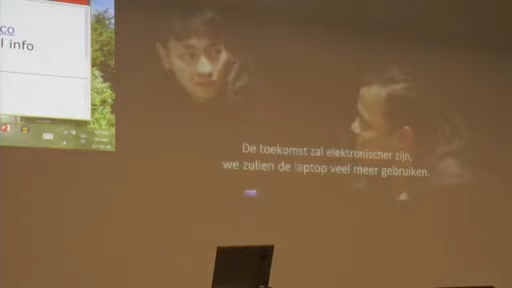 co
l info
De toekomst zal elektronischer zijn,
we zullen de laptop veel meer gebruiken.